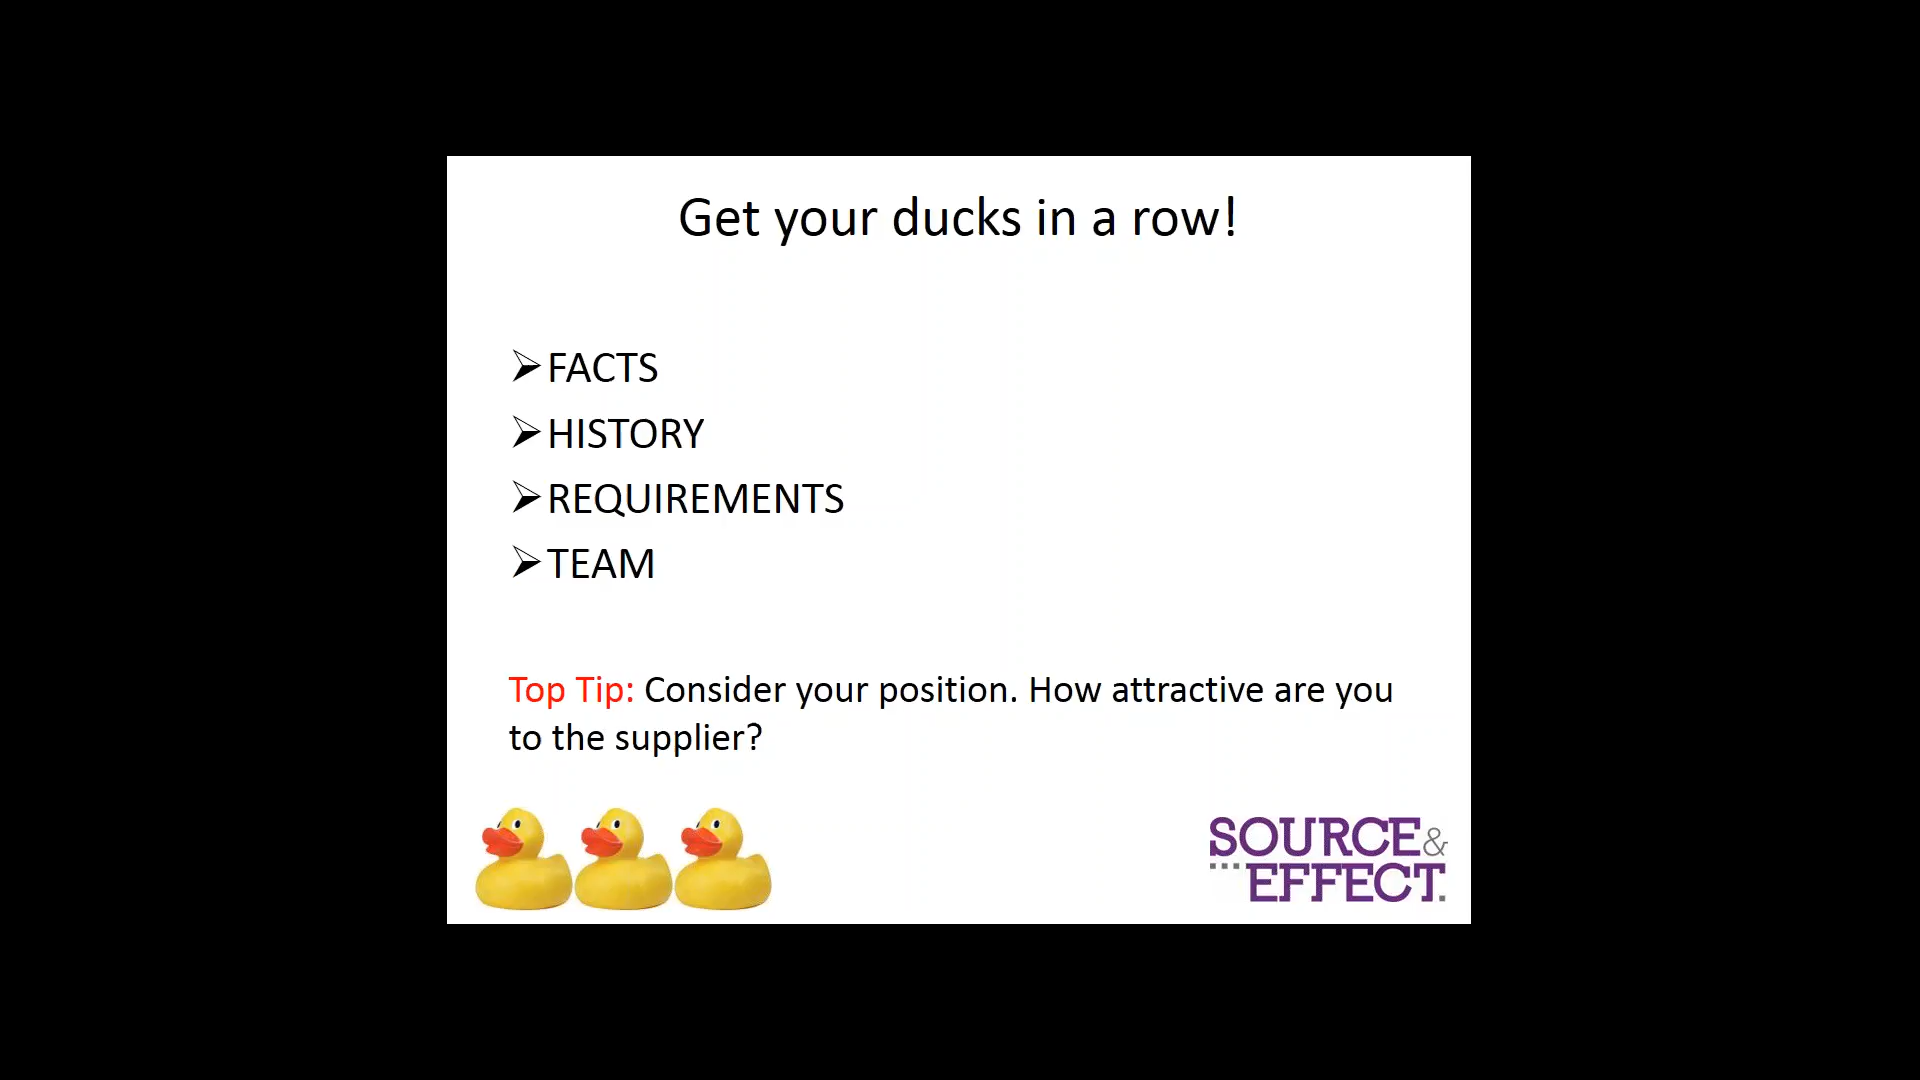 Get your ducks in a row!
FACTS
HISTORY
REQUIREMENTS
TEAM
Top Tip: Consider your position. How attractive are you
to the supplier?
SOURCE&
EFFECT.